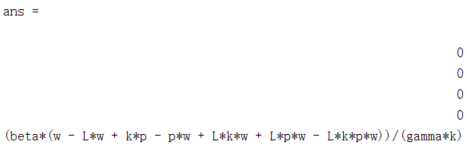 ans =
0
0
0
0
(beta*(w - L*w + k*p - p*w + L*k*w + L*p*w - L*k*p*w))/(gamma*k)